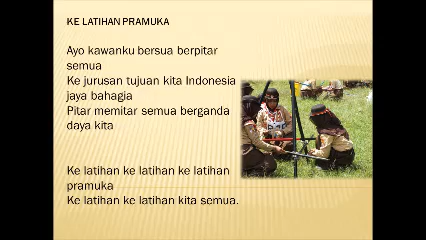 KE LATIHAN PRAMUKA
Ayo kawanku bersua berpitar
semua
Ke jurusan tujuan kita Indonesia
jaya bahagia
Pitar memitar semua berganda
daya kita
Ke latihan ke latihan ke latihan
pramuka
Ke latihan ke latihan kita semua.